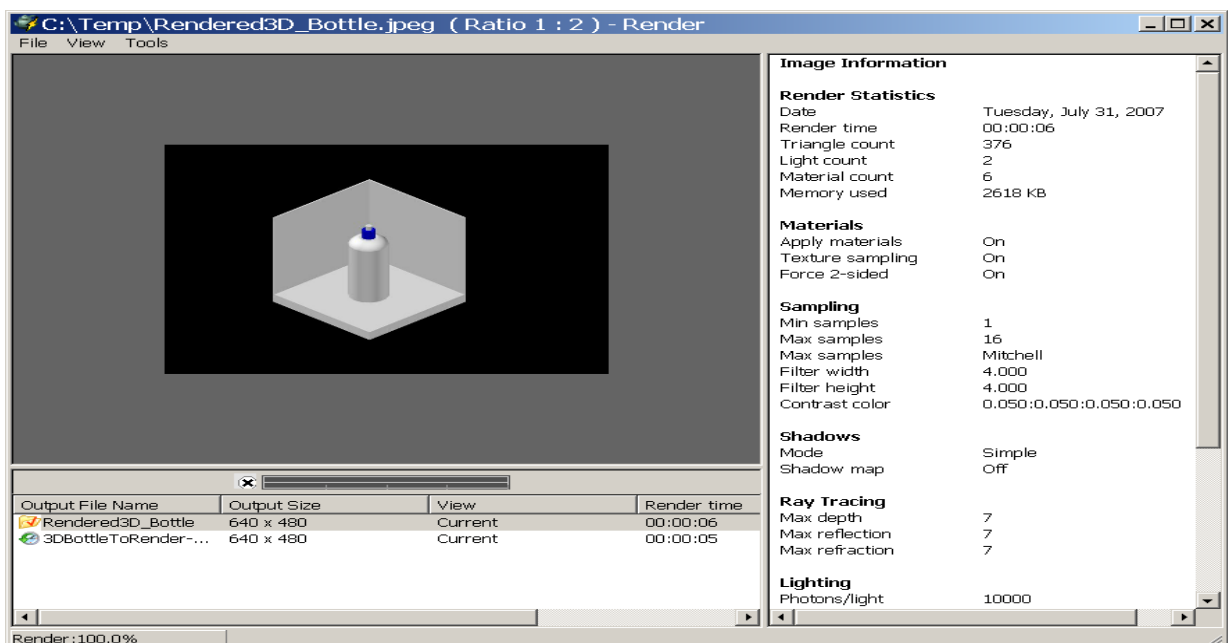 C:\Temp\Rendered3D_Bottle.jpeg ( Ratio 1 : 2 ) - Render
File View Tools
Image Information
Render Statistics
Date Tuesday, July 31, 2007
Render time 00:00:06
Triangle count 376
Light count 2
Material count 6
Memory used 2618 KB
Materials
Apply materials On
Texture sampling On
Force 2-sided On
Sampling
Min samples 1
Max samples 16
Max samples Mitchell
Filter width 4.000
Filter height 4.000
Contrast color 0.050:0.050:0.050:0.050
Shadows
Mode Simple
Shadow map Off
Ray Tracing
Max depth 7
Max reflection 7
Max refraction 7
Lighting
Photons/light 10000
Output File Name Output Size View Render time
Rendered3D_Bottle 640 x 480 Current 00:00:06
3DBottleToRender-... 640 x 480 Current 00:00:05
Render:100.0%